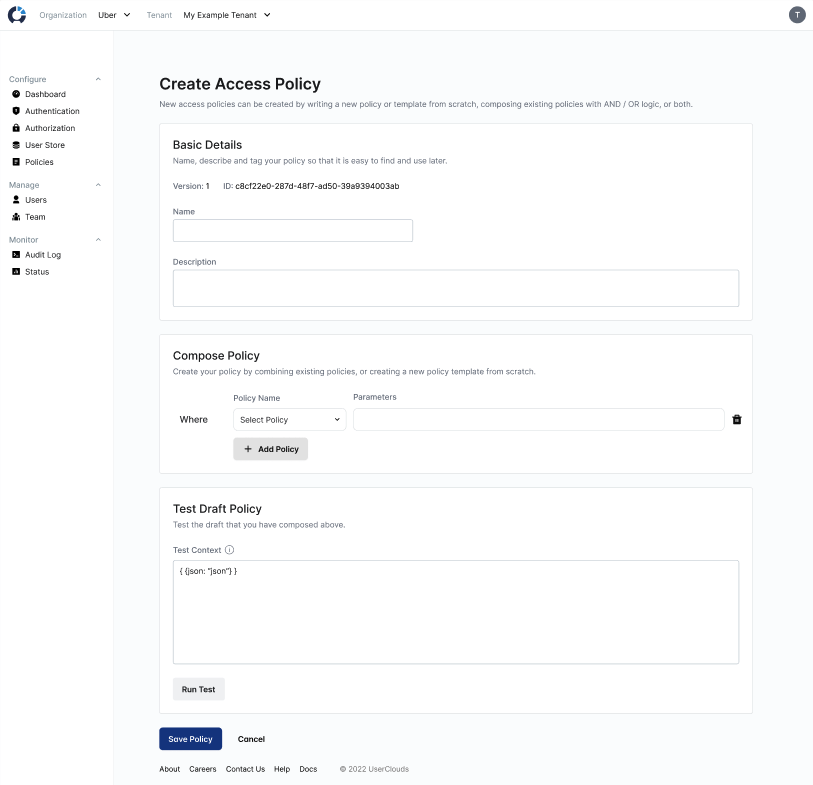 Organization Uber Tenant My Example Tenant T
Configure
Dashboard
Authentication
Authorization
User Store
Policies
Manage
Users
Team
Monitor
Audit Log
Status
Create Access Policy
New access policies can be created by writing a new policy or template from scratch, composing existing policies with AND / OR logic, or both.
Basic Details
Name, describe and tag your policy so that it is easy to find and use later.
Version: 1 ID: c8cf22e0-287d-48f7-ad50-39a9394003ab
Name
Description
Compose Policy
Create your policy by combining existing policies, or creating a new policy template from scratch.
Policy Name Parameters
Where Select Policy
+ Add Policy
Test Draft Policy
Test the draft that you have composed above.
Test Context
{ {json: "json"} }
Run Test
Save Policy Cancel
About Careers Contact Us Help Docs © 2022 UserClouds